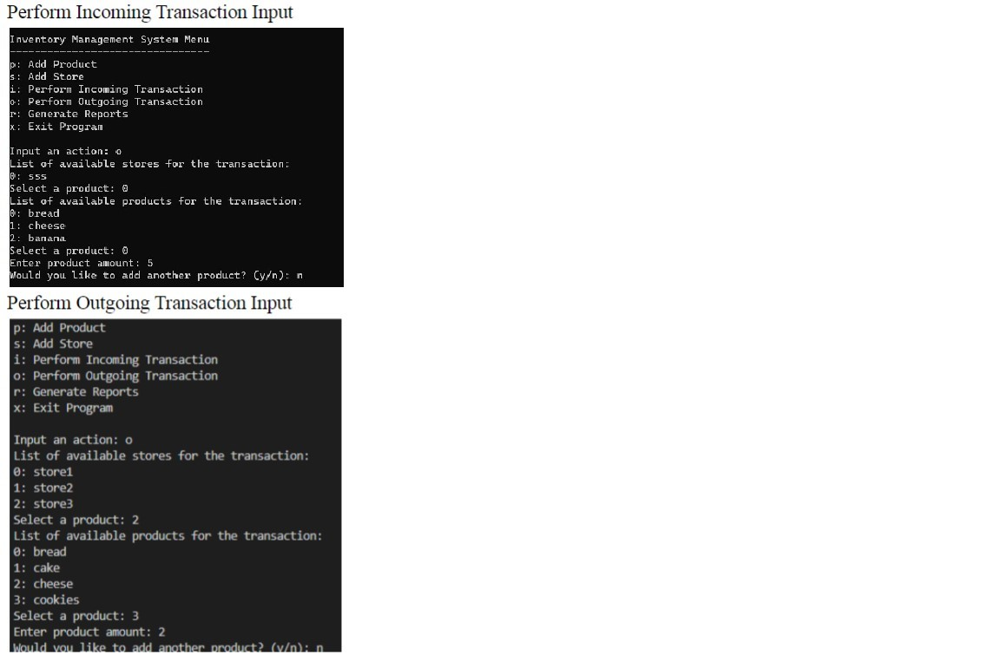 Perform Incoming Transaction Input
Inventory Management System Menu
--------------------------------
p: Add Product
s: Add Store
i: Perform Incoming Transaction
o: Perform Outgoing Transaction
r: Generate Reports
x: Exit Program
Input an action: o
List of available stores for the transaction:
0: sss
Select a product: 0
List of available products for the transaction:
0: bread
1: cheese
2: banana
Select a product: 0
Enter product amount: 5
Would you like to add another product? (y/n): n
Perform Outgoing Transaction Input
p: Add Product
s: Add Store
i: Perform Incoming Transaction
o: Perform Outgoing Transaction
r: Generate Reports
x: Exit Program
Input an action: o
List of available stores for the transaction:
0: store1
1: store2
2: store3
Select a product: 2
List of available products for the transaction:
0: bread
1: cake
2: cheese
3: cookies
Select a product: 3
Enter product amount: 2
Would you like to add another product? (y/n): n